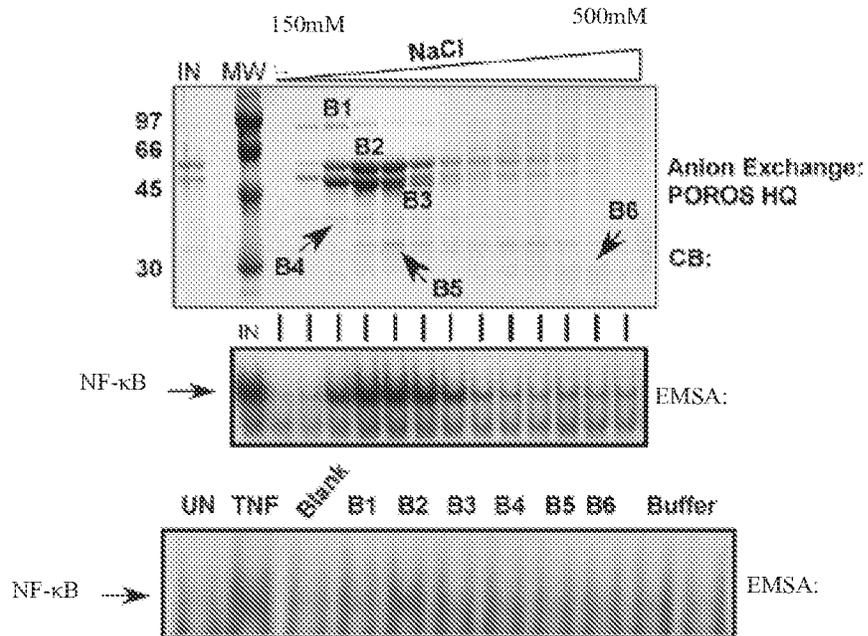 150mM 500mM
NaCl
IN MW
97
66
45
30
B1
B2
B3
B4
B5
B6
Anion Exchange:
POROS HQ
CB:
IN
NF-κB
EMSA:
UN TNF Blank B1 B2 B3 B4 B5 B6 Buffer
NF-κB
EMSA: